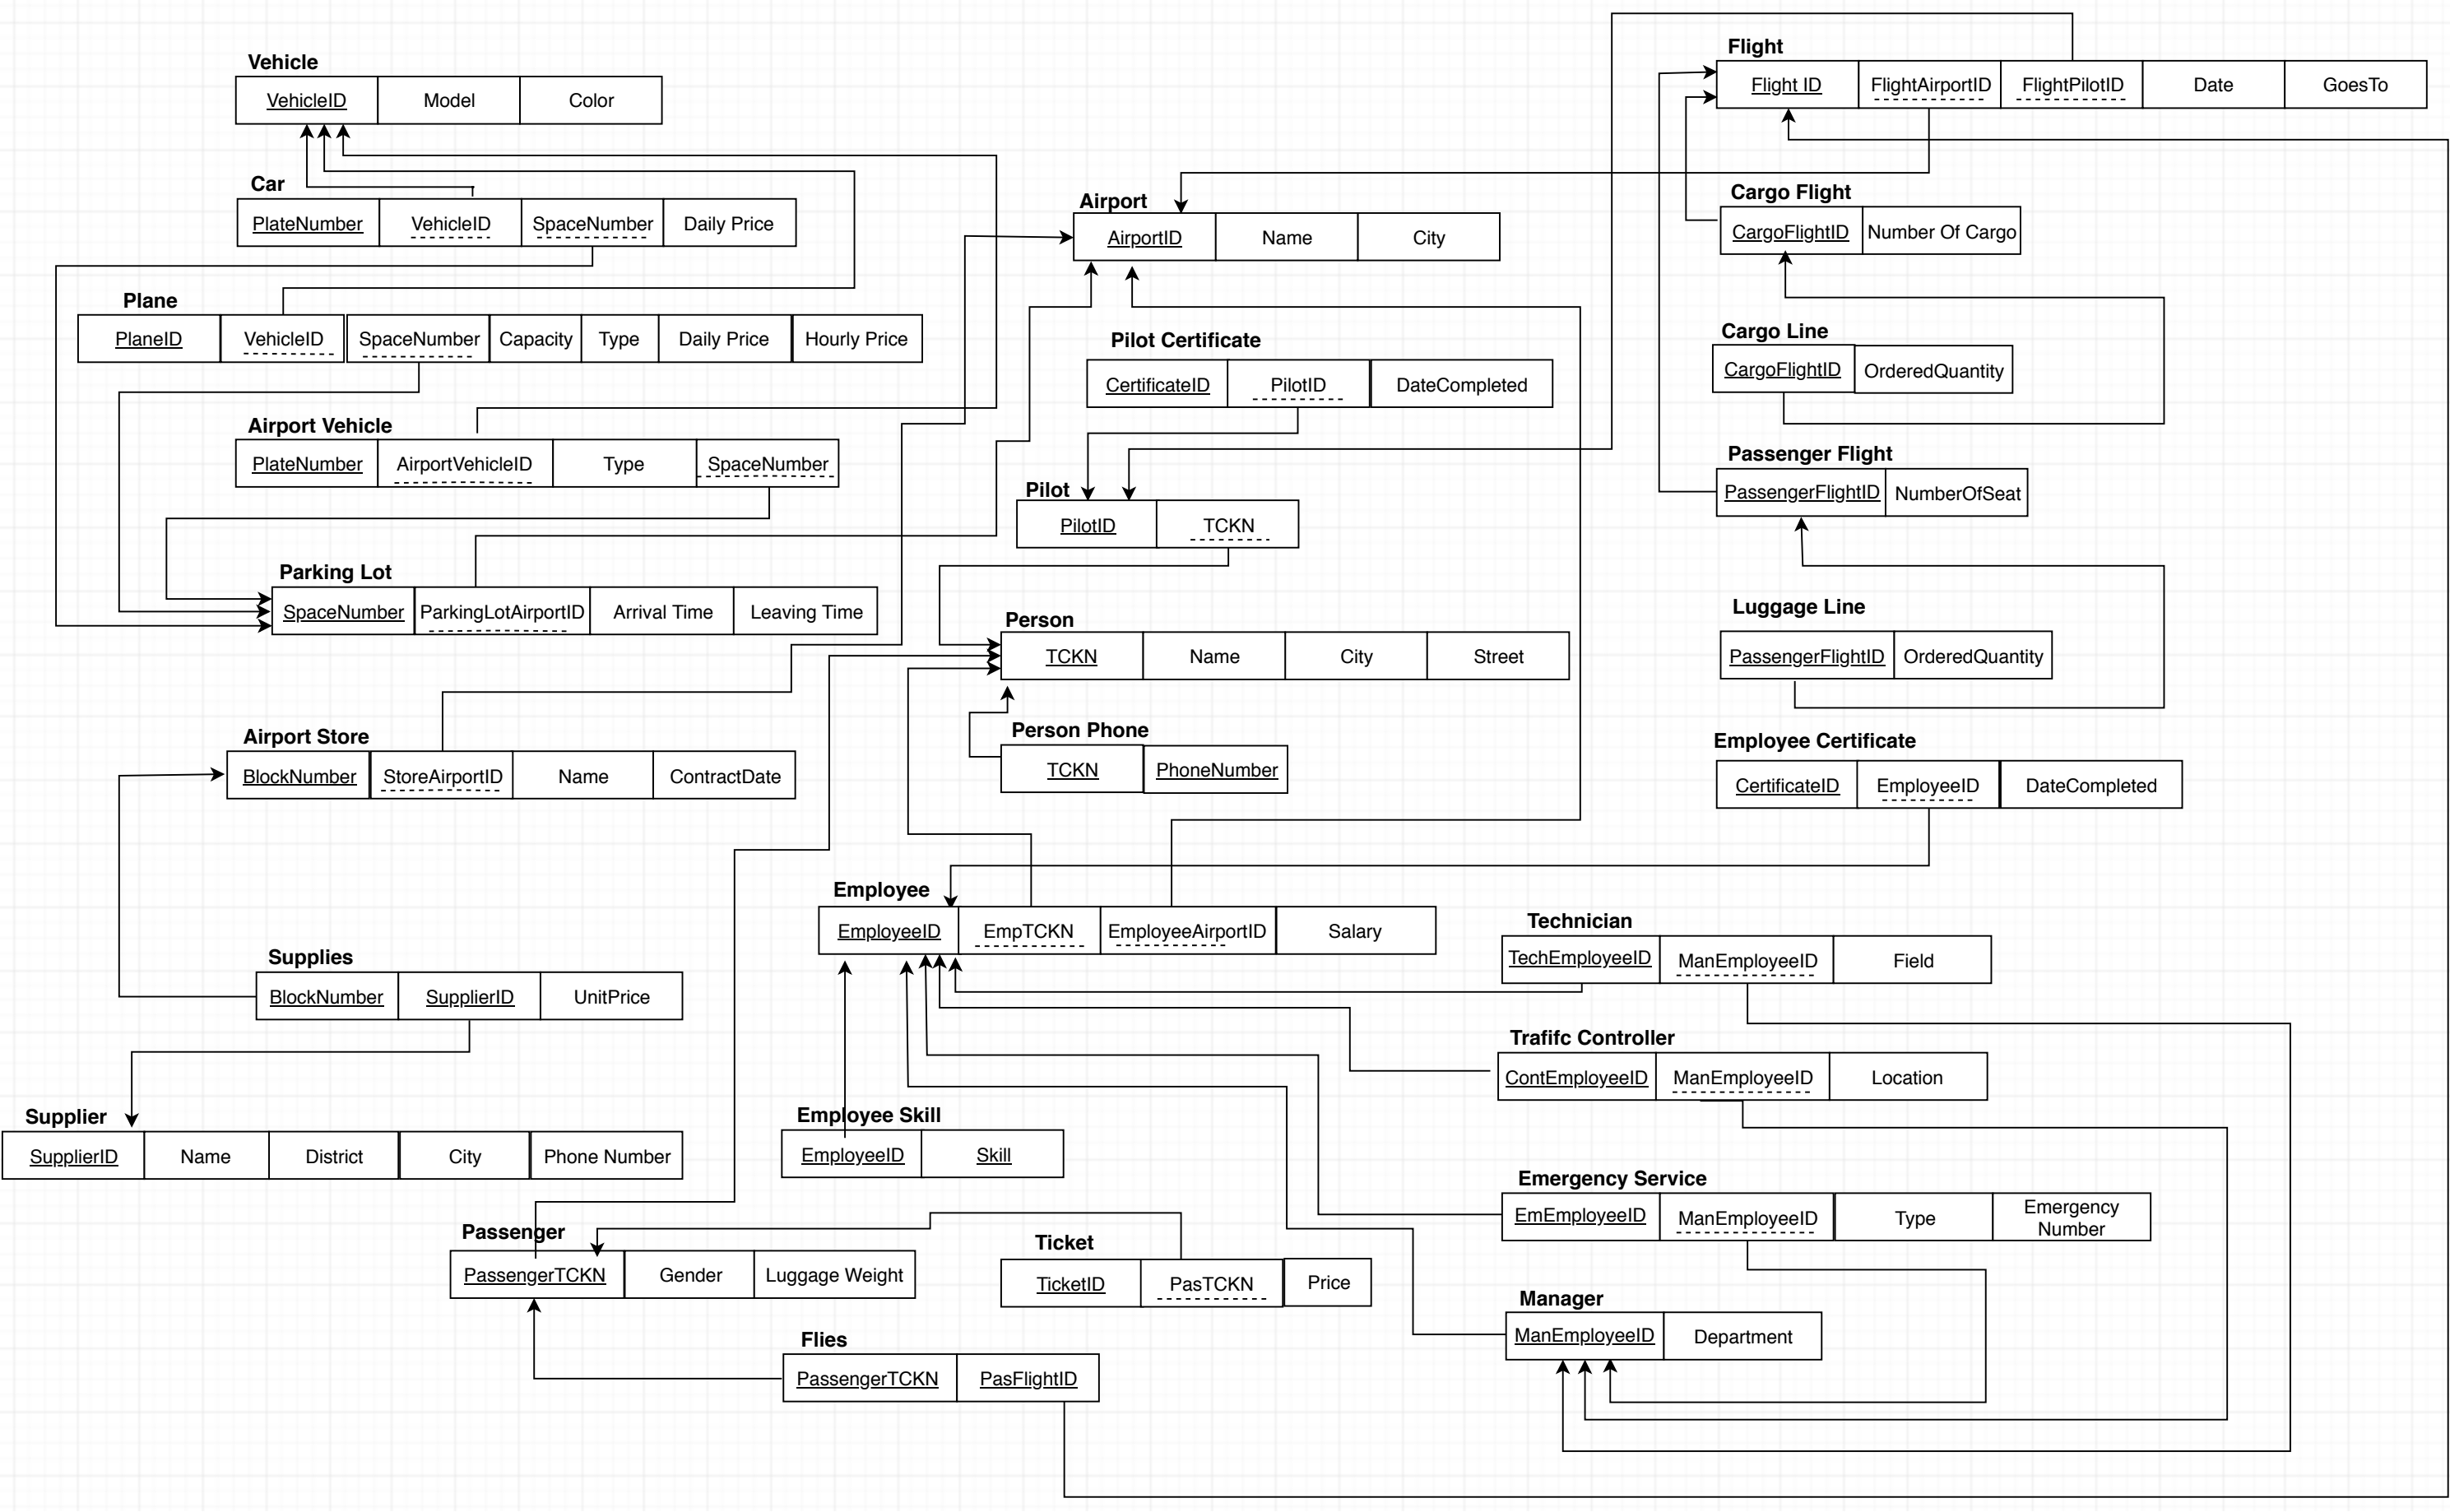 Vehicle
VehicleID Model Color
Car
PlateNumber VehicleID SpaceNumber Daily Price
Plane
PlaneID VehicleID SpaceNumber Capacity Type Daily Price Hourly Price
Airport Vehicle
PlateNumber AirportVehicleID Type SpaceNumber
Parking Lot
SpaceNumber ParkingLotAirportID Arrival Time Leaving Time
Airport Store
BlockNumber StoreAirportID Name ContractDate
Supplies
BlockNumber SupplierID UnitPrice
Supplier
SupplierID Name District City Phone Number
Passenger
PassengerTCKN Gender Luggage Weight
Airport
AirportID Name City
Pilot Certificate
CertificateID PilotID DateCompleted
Pilot
PilotID TCKN
Person
TCKN Name City Street
Person Phone
TCKN PhoneNumber
Employee
EmployeeID EmpTCKN EmployeeAirportID Salary
Employee Skill
EmployeeID Skill
Ticket
TicketID PasTCKN Price
Flies
PassengerTCKN PasFlightID
Flight
Flight ID FlightAirportID FlightPilotID Date GoesTo
Cargo Flight
CargoFlightID Number Of Cargo
Cargo Line
CargoFlightID OrderedQuantity
Passenger Flight
PassengerFlightID NumberOfSeat
Luggage Line
PassengerFlightID OrderedQuantity
Employee Certificate
CertificateID EmployeeID DateCompleted
Technician
TechEmployeeID ManEmployeeID Field
Trafifc Controller
ContEmployeeID ManEmployeeID Location
Emergency Service
EmEmployeeID ManEmployeeID Type Emergency
Number
Manager
ManEmployeeID Department